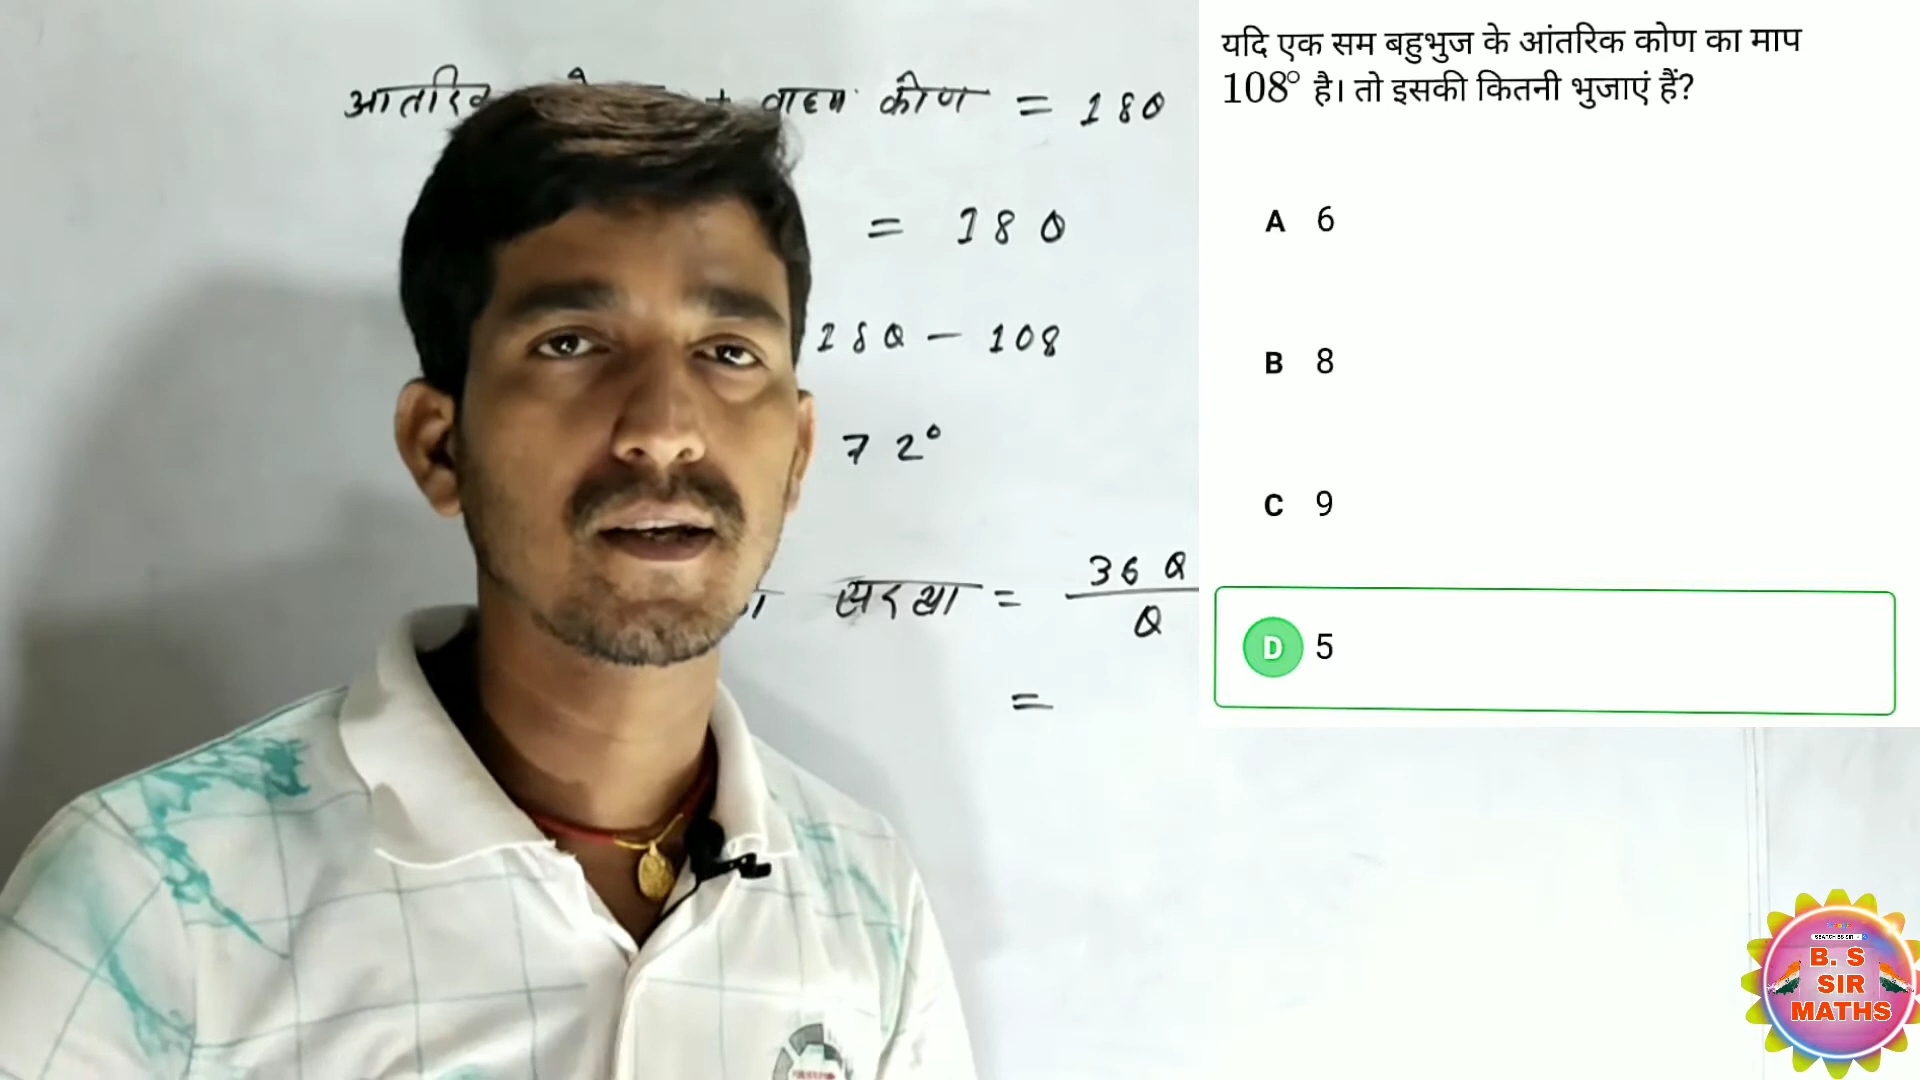 आंतरिक + वाह्य कोण = 180
= 180
180 - 108
72°
संख्या = 360
θ
=
यदि एक सम बहुभुज के आंतरिक कोण का माप
108° है। तो इसकी कितनी भुजाएं हैं?
A 6
B 8
C 9
D 5
B. S
SIR
MATHS